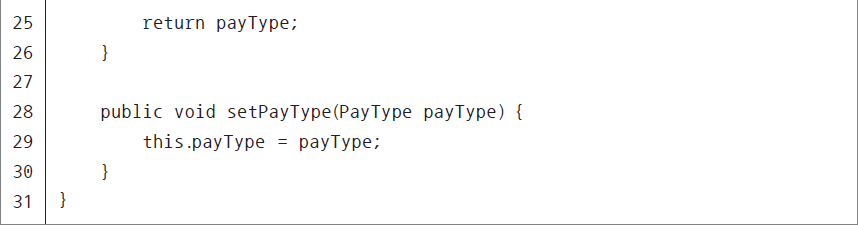 25 return payType;
26 }
27
28 public void setPayType(PayType payType) {
29 this.payType = payType;
30 }
31 }